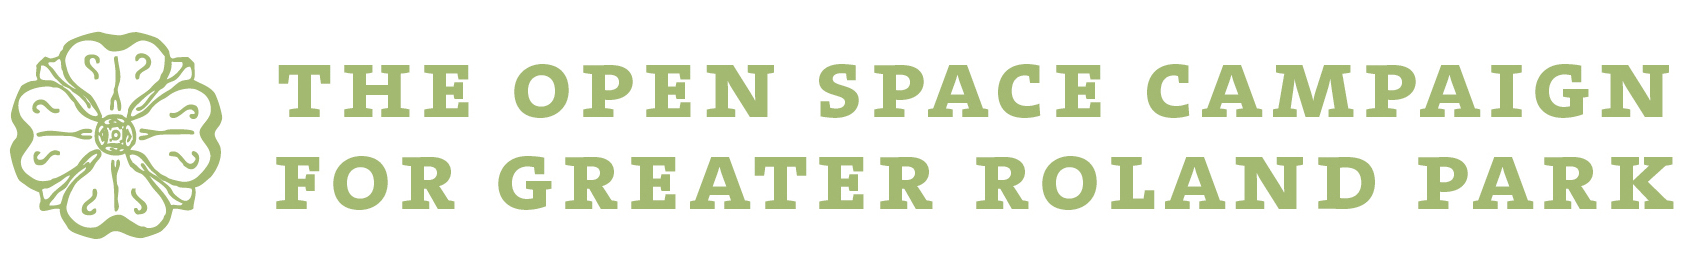 THE OPEN SPACE CAMPAIGN
FOR GREATER ROLAND PARK